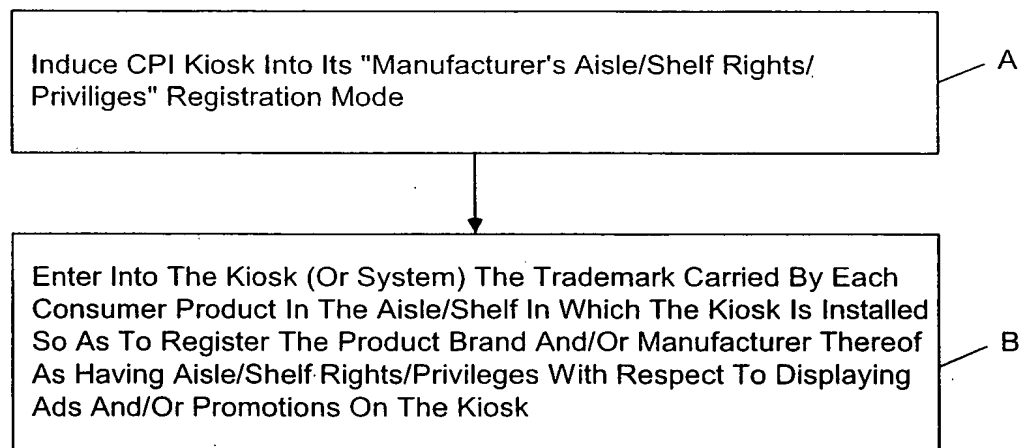 Induce CPI Kiosk Into Its "Manufacturer's Aisle/Shelf Rights/
Priviliges" Registration Mode
A
Enter Into The Kiosk (Or System) The Trademark Carried By Each
Consumer Product In The Aisle/Shelf In Which The Kiosk Is Installed
So As To Register The Product Brand And/Or Manufacturer Thereof
As Having Aisle/Shelf Rights/Privileges With Respect To Displaying
Ads And/Or Promotions On The Kiosk
B